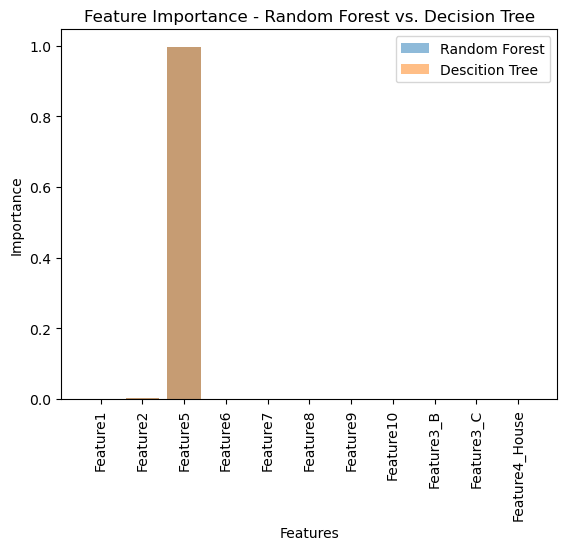 Feature Importance - Random Forest vs. Decision Tree
Random Forest
Descition Tree
Importance
1.0
0.8
0.6
0.4
0.2
0.0
Feature1
Feature2
Feature5
Feature6
Feature7
Feature8
Feature9
Feature10
Feature3_B
Feature3_C
Feature4_House
Features